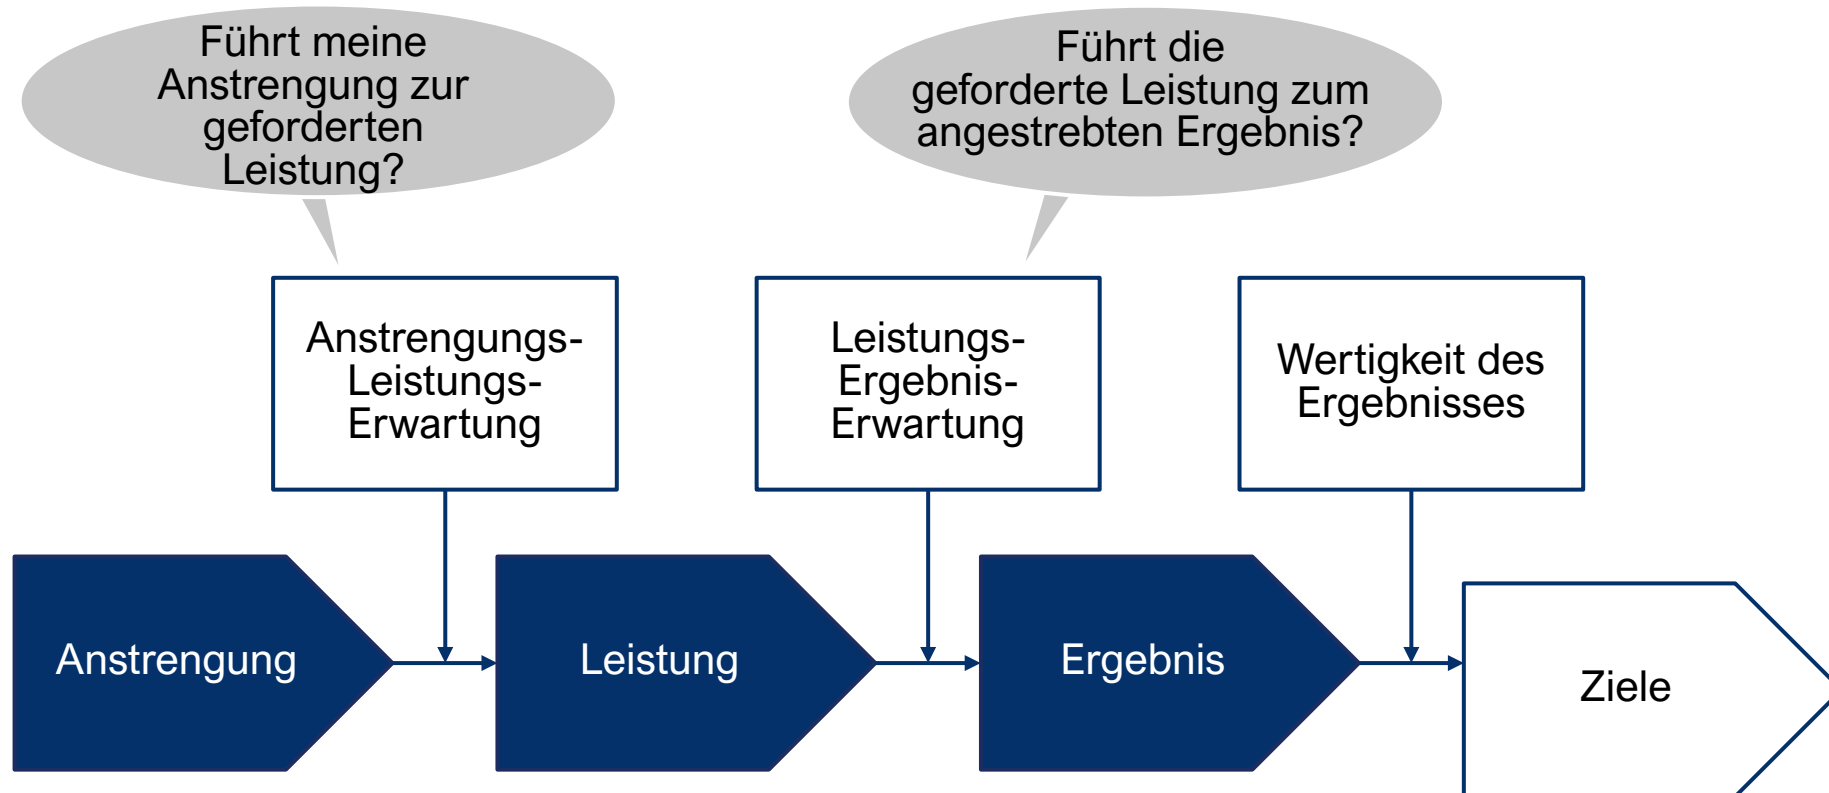 Führt meine
Anstrengung zur
geforderten
Leistung?
Führt die
geforderte Leistung zum
angestrebten Ergebnis?
Anstrengungs-
Leistungs-
Erwartung
Leistungs-
Ergebnis-
Erwartung
Wertigkeit des
Ergebnisses
Anstrengung
Leistung
Ergebnis
Ziele